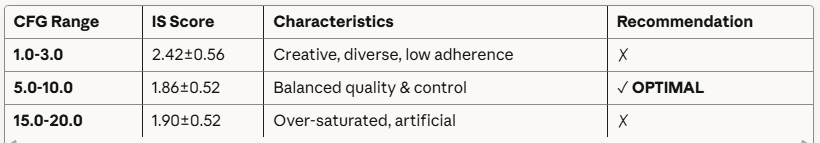 CFG Range IS Score Characteristics Recommendation
1.0-3.0 2.42±0.56 Creative, diverse, low adherence ✗
5.0-10.0 1.86±0.52 Balanced quality & control ✓ OPTIMAL
15.0-20.0 1.90±0.52 Over-saturated, artificial ✗